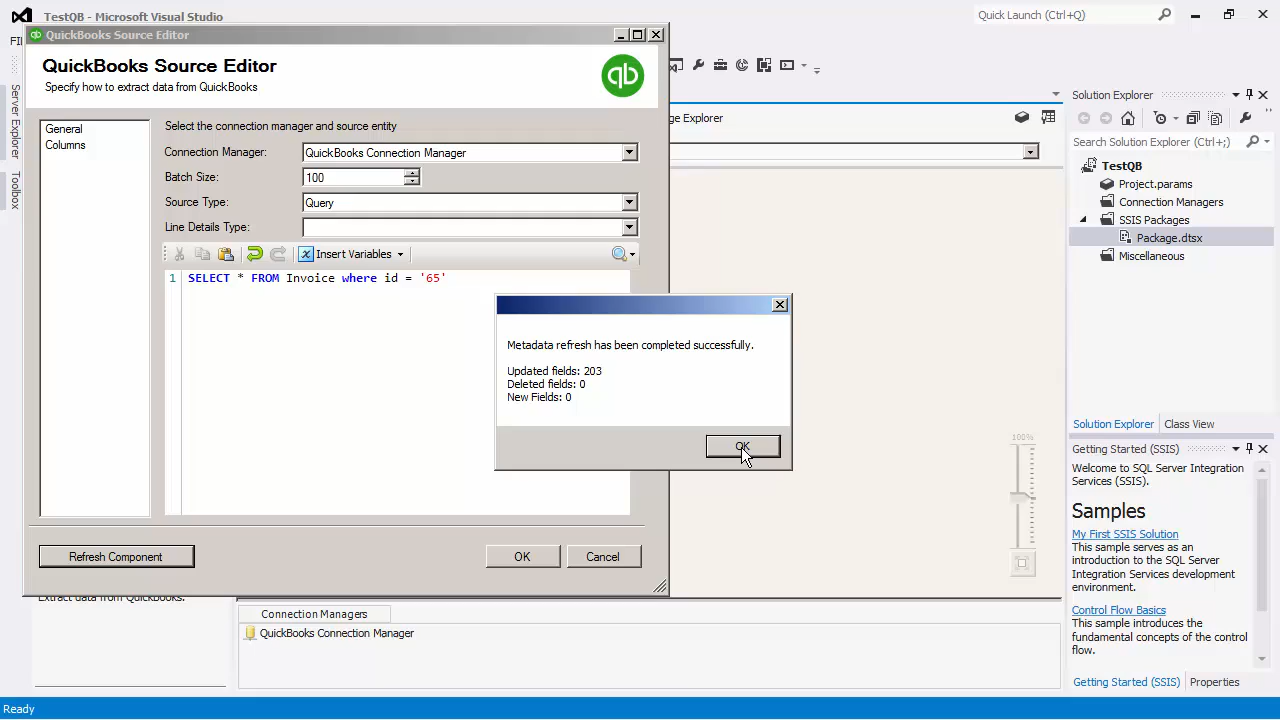 TestQB - Microsoft Visual Studio
Quick Launch (Ctrl+Q)
FI
QuickBooks Source Editor
QuickBooks Source Editor
Specify how to extract data from QuickBooks
qb
General
Columns
Select the connection manager and source entity
Connection Manager:
QuickBooks Connection Manager
Batch Size:
100
Source Type:
Query
Line Details Type:
Insert Variables
1 SELECT * FROM Invoice where id = '65'
Metadata refresh has been completed successfully.
Updated fields: 203
Deleted fields: 0
New Fields: 0
OK
Refresh Component
OK
Cancel
Extract data from QuickBooks.
Server Explorer
Toolbox
ge Explorer
100%
Connection Managers
QuickBooks Connection Manager
Solution Explorer
Search Solution Explorer (Ctrl+;)
TestQB
Project.params
Connection Managers
SSIS Packages
Package.dtsx
Miscellaneous
Solution Explorer
Class View
Getting Started (SSIS)
Welcome to SQL Server Integration
Services (SSIS).
Samples
My First SSIS Solution
This sample serves as an
introduction to the SQL Server
Integration Services development
environment.
Control Flow Basics
This sample introduces the
fundamental concepts of the control
flow.
Getting Started (SSIS)
Properties
Ready